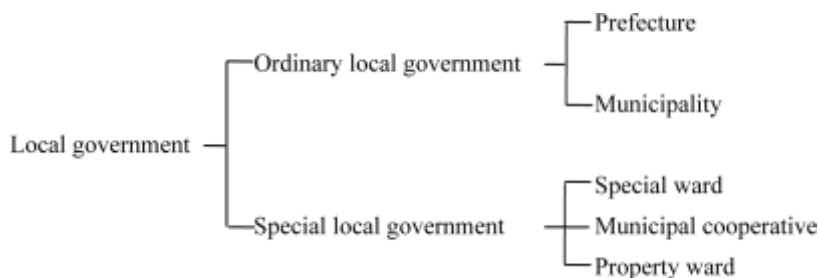 Prefecture
Ordinary local government
Municipality
Local government
Special ward
Special local government
Municipal cooperative
Property ward